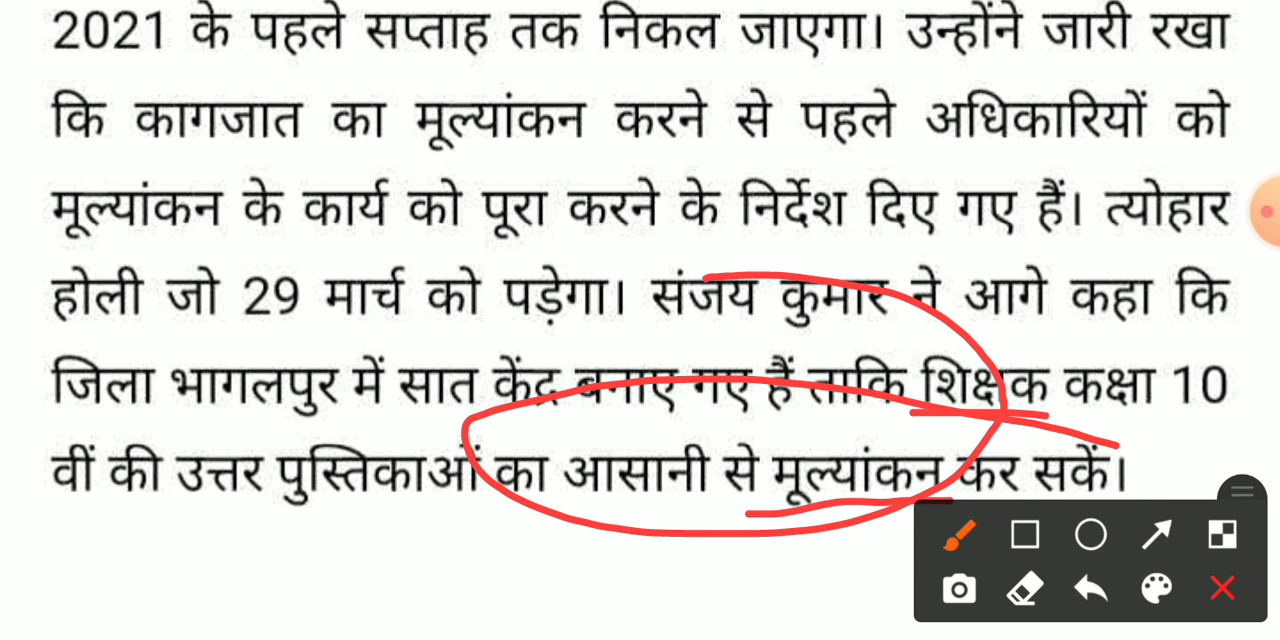 2021 के पहले सप्ताह तक निकल जाएगा। उन्होंने जारी रखा
कि कागजात का मूल्यांकन करने से पहले अधिकारियों को
मूल्यांकन के कार्य को पूरा करने के निर्देश दिए गए हैं। त्योहार
होली जो 29 मार्च को पड़ेगा। संजय कुमार ने आगे कहा कि
जिला भागलपुर में सात केंद्र बनाए गए हैं ताकि शिक्षक कक्षा 10
वीं की उत्तर पुस्तिकाओं का आसानी से मूल्यांकन कर सकें।